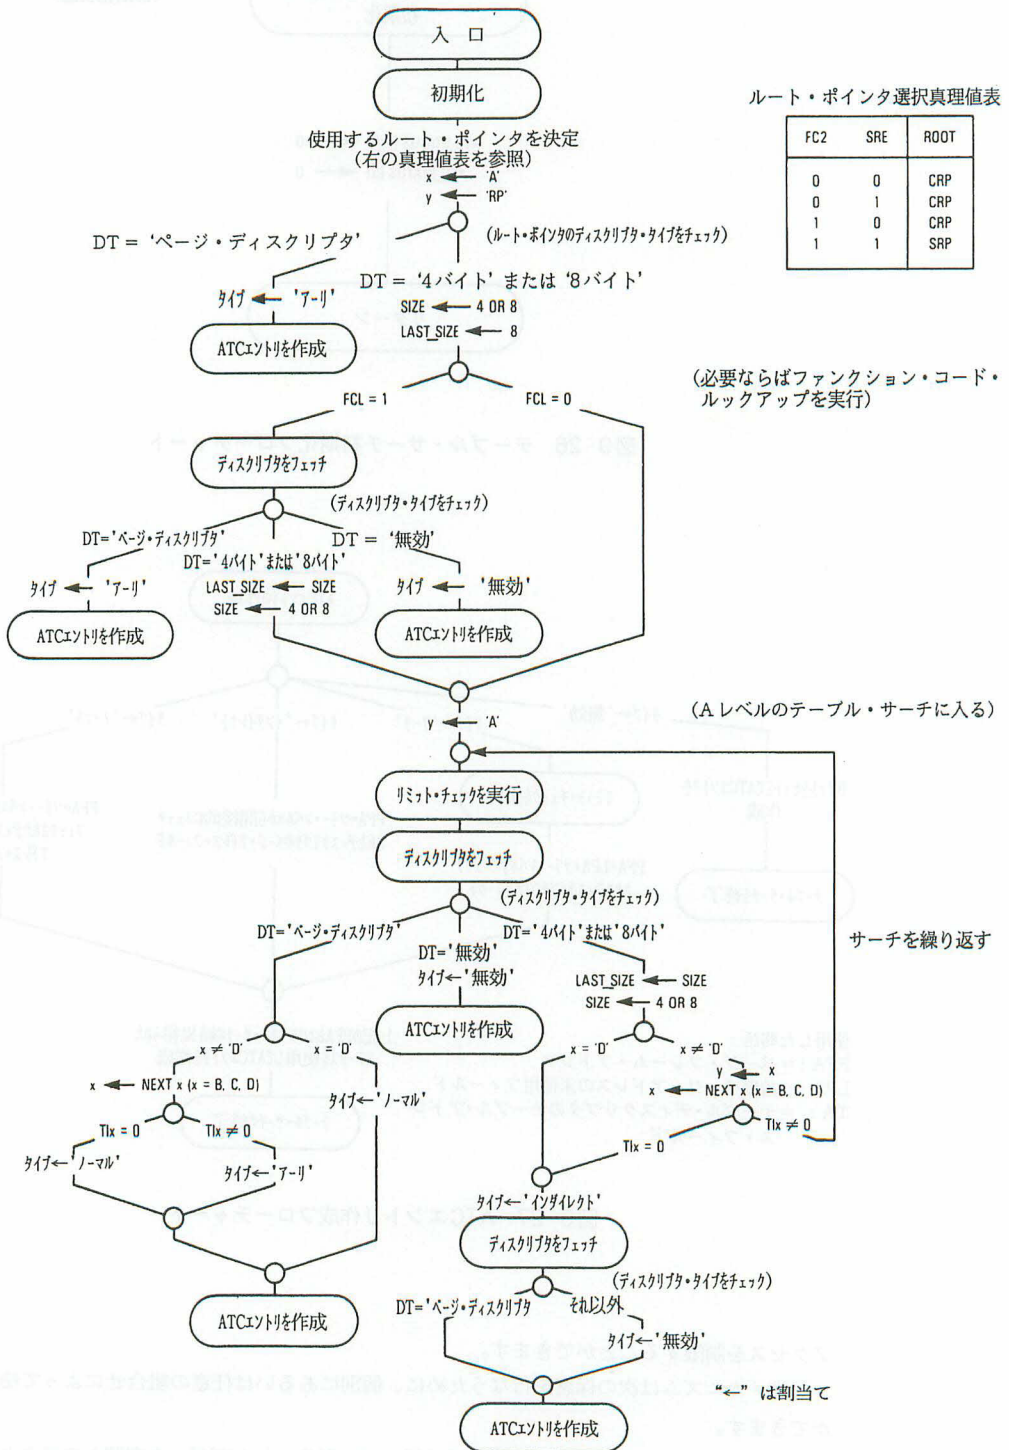 入 口
初期化
使用するルート・ポインタを決定
(右の真理値表を参照)
x ← 'A'
y ← 'RP'
ルート・ポインタ選択真理値表
FC2 SRE ROOT
0 0 CRP
0 1 CRP
1 0 CRP
1 1 SRP
DT = ‘ページ・ディスクリプタ’
(ルート・ポインタのディスクリプタ・タイプをチェック)
タイプ ← 'アーリ'
ATCエントリを作成
DT = ‘4バイト’ または ‘8バイト’
SIZE ← 4 OR 8
LAST_SIZE ← 8
(必要ならばファンクション・コード・
ルックアップを実行)
FCL = 1
FCL = 0
ディスクリプタをフェッチ
(ディスクリプタ・タイプをチェック)
DT='ページ・ディスクリプタ'
DT='4バイト'または'8バイト'
DT = ‘無効’
タイプ ← 'アーリ'
LAST_SIZE ← SIZE
SIZE ← 4 OR 8
タイプ ← '無効'
ATCエントリを作成
ATCエントリを作成
y ← 'A'
(A レベルのテーブル・サーチに入る)
リミット・チェックを実行
ディスクリプタをフェッチ
(ディスクリプタ・タイプをチェック)
DT='ページ・ディスクリプタ'
DT='無効'
タイプ←'無効'
ATCエントリを作成
DT='4バイト'または'8バイト'
サーチを繰り返す
LAST_SIZE ← SIZE
SIZE ← 4 OR 8
x ≠ 'D'
x = 'D'
x = 'D'
x ≠ 'D'
x ← NEXT x (x = B, C, D)
タイプ←'ノーマル'
y ← x
x ← NEXT x (x = B, C, D)
TIx = 0
TIx ≠ 0
TIx = 0
TIx ≠ 0
タイプ←'ノーマル'
タイプ←'アーリ'
ATCエントリを作成
タイプ←'インダイレクト'
ディスクリプタをフェッチ
(ディスクリプタ・タイプをチェック)
DT='ページ・ディスクリプタ
それ以外
タイプ←'無効'
“←” は割当て
ATCエントリを作成